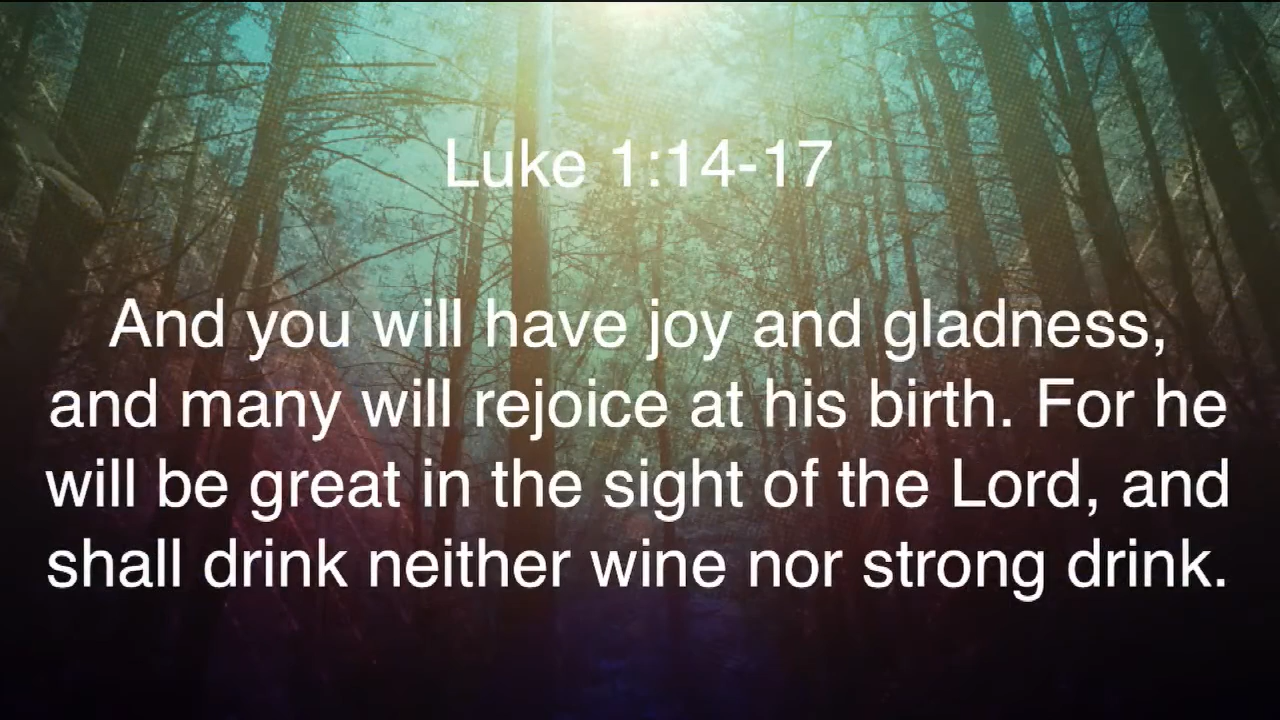 Luke 1:14-17
And you will have joy and gladness,
and many will rejoice at his birth. For he
will be great in the sight of the Lord, and
shall drink neither wine nor strong drink.